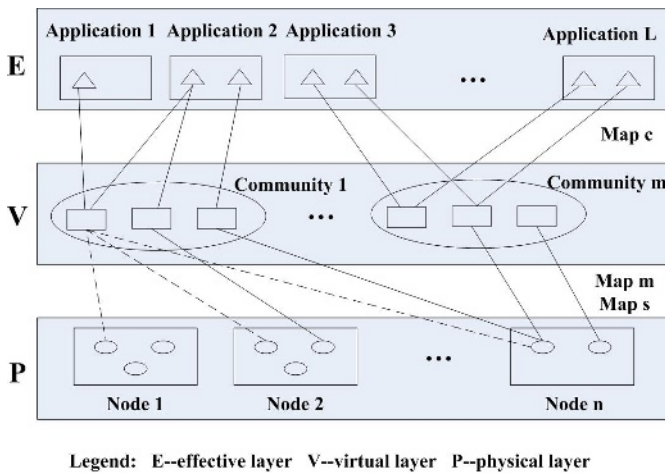 Application 1 Application 2 Application 3 Application L
E
...
Map c
Community 1 Community m
V
...
Map m
Map s
P
...
Node 1 Node 2 Node n
Legend: E--effective layer V--virtual layer P--physical layer